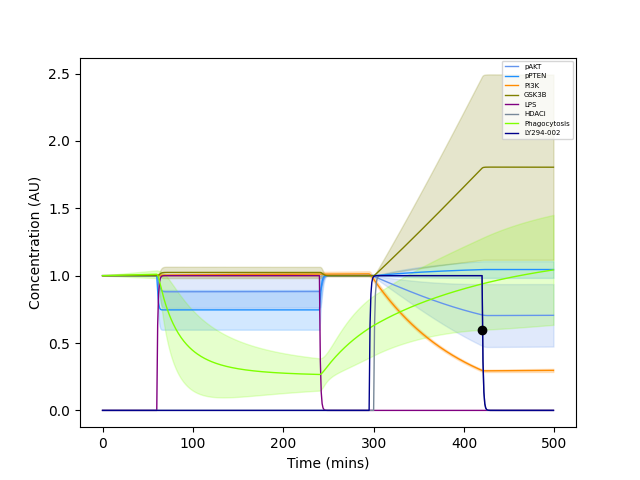 2.5
2.0
1.5
1.0
0.5
0.0
Concentration (AU)
0 100 200 300 400 500
Time (mins)
pAKT
pPTEN
PI3K
GSK3B
LPS
HDACi
Phagocytosis
LY294-002